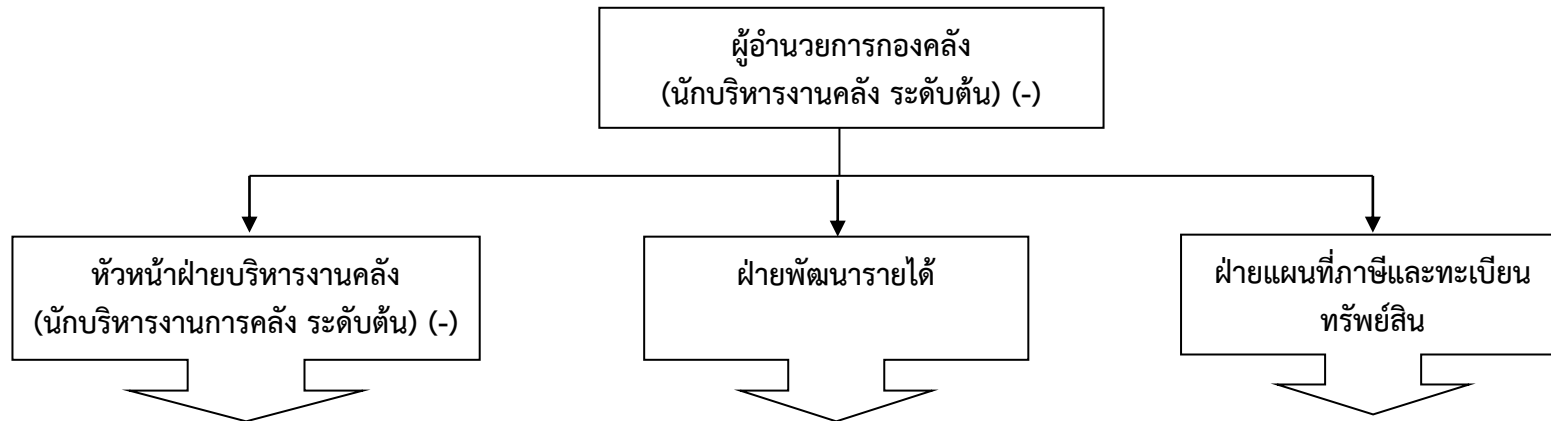 ผู้อำนวยการกองคลัง
(นักบริหารงานคลัง ระดับต้น) (-)
หัวหน้าฝ่ายบริหารงานคลัง
(นักบริหารงานการคลัง ระดับต้น) (-)
ฝ่ายพัฒนารายได้
ฝ่ายแผนที่ภาษีและทะเบียน
ทรัพย์สิน